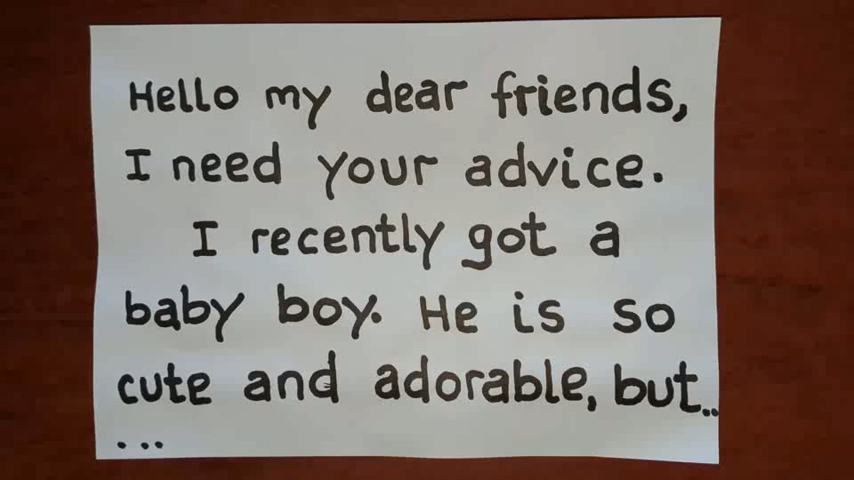 Hello my dear friends,
I need your advice.
I recently got a
baby boy. He is so
cute and adorable, but..
...